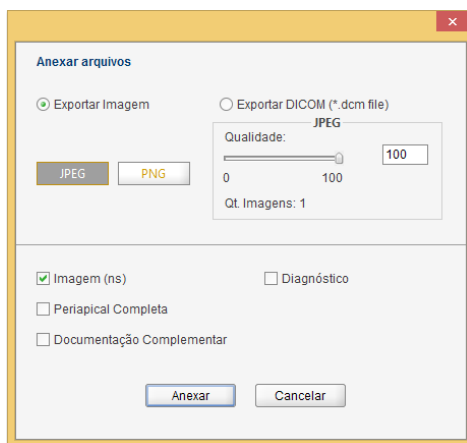 Anexar arquivos
Exportar Imagem
Exportar DICOM (*.dcm file)
JPEG
Qualidade:
100
JPEG
PNG
0
100
Qt. Imagens: 1
Imagem (ns)
Diagnóstico
Periapical Completa
Documentação Complementar
Anexar
Cancelar